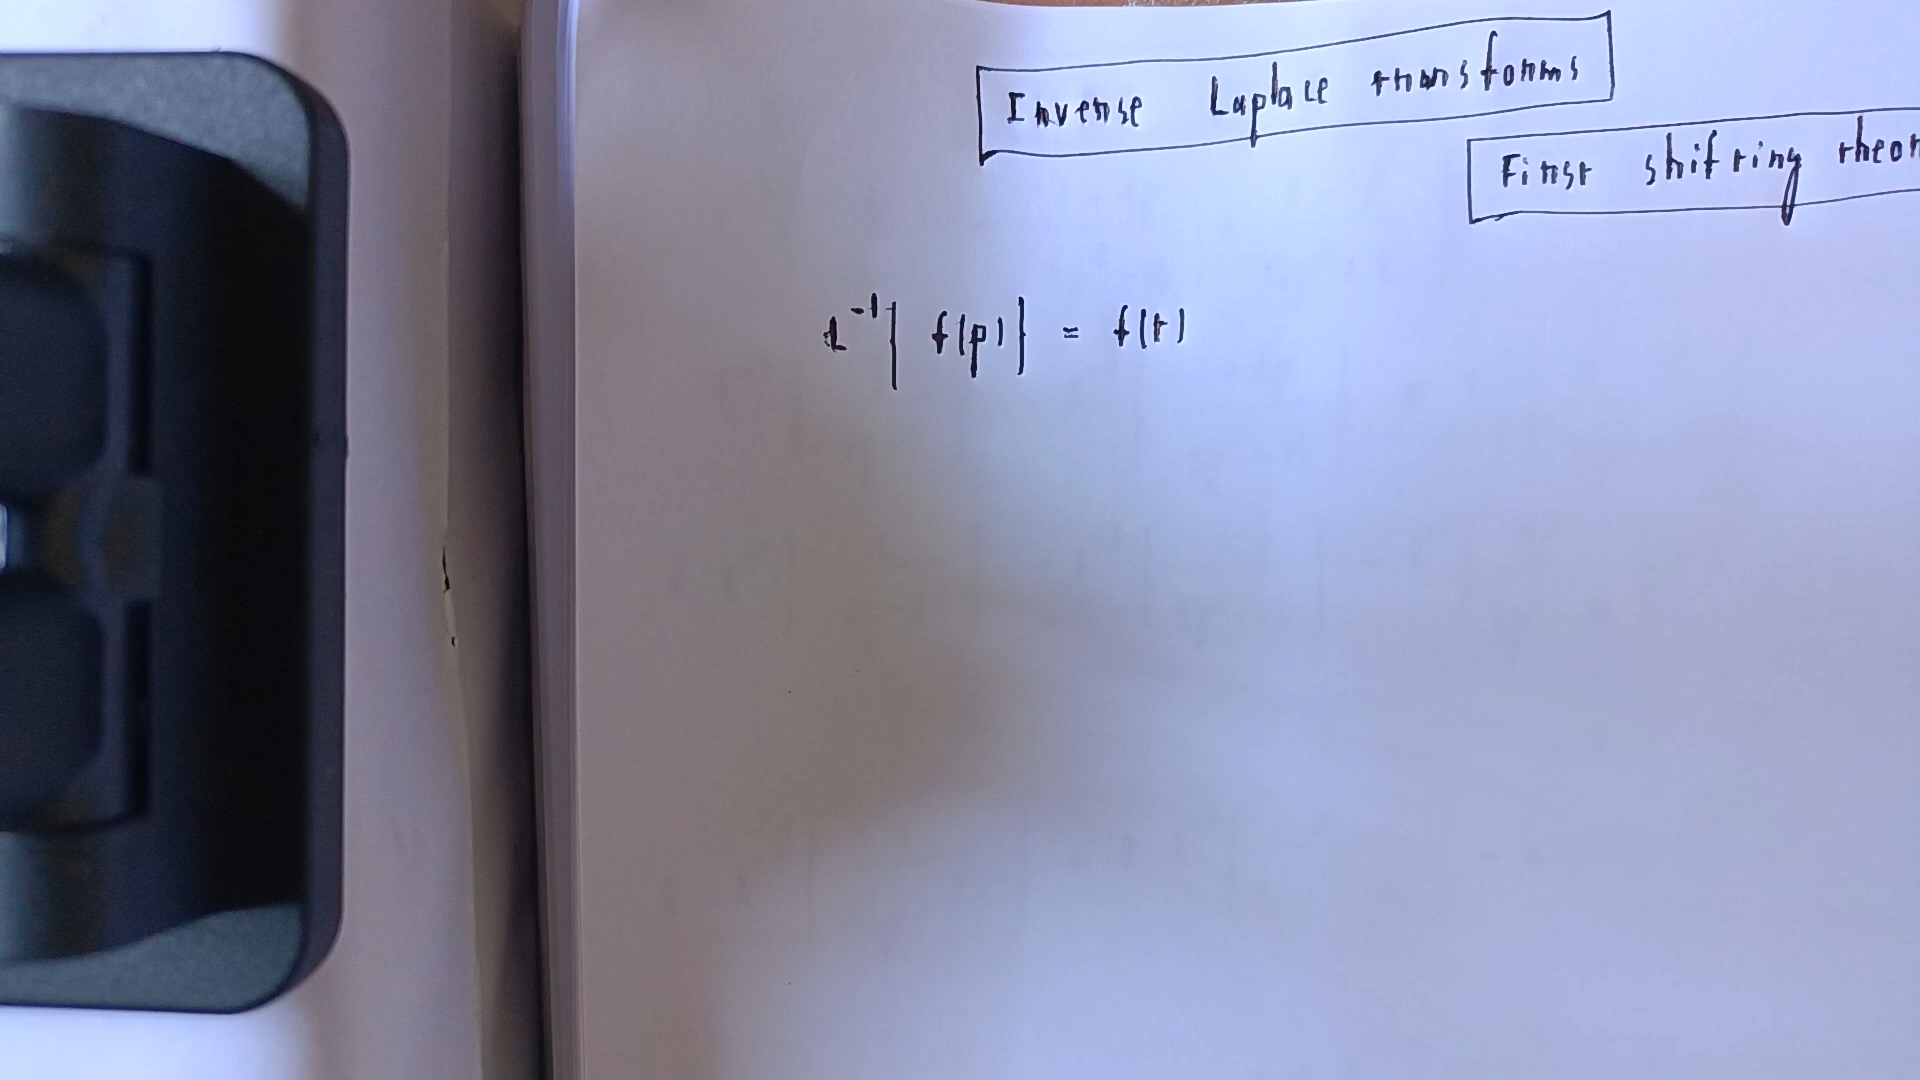 Inverse Laplace transforms
First shifting theor
L⁻¹{ f(p)} = f(t)